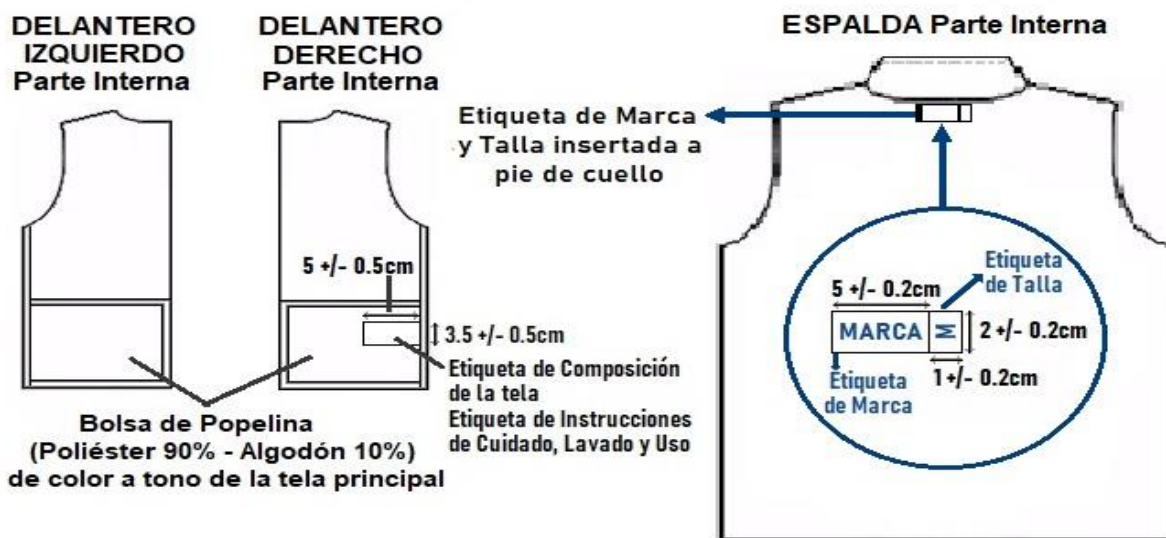 DELANTERO
IZQUIERDO
Parte Interna
DELANTERO
DERECHO
Parte Interna
ESPALDA Parte Interna
Etiqueta de Marca
y Talla insertada a
pie de cuello
5 +/- 0.5cm
3.5 +/- 0.5cm
Etiqueta de Composición
de la tela
Etiqueta de Instrucciones
de Cuidado, Lavado y Uso
Bolsa de Popelina
(Poliéster 90% - Algodón 10%)
de color a tono de la tela principal
Etiqueta
de Talla
5 +/- 0.2cm
MARCA
M
2 +/- 0.2cm
1 +/- 0.2cm
Etiqueta
de Marca